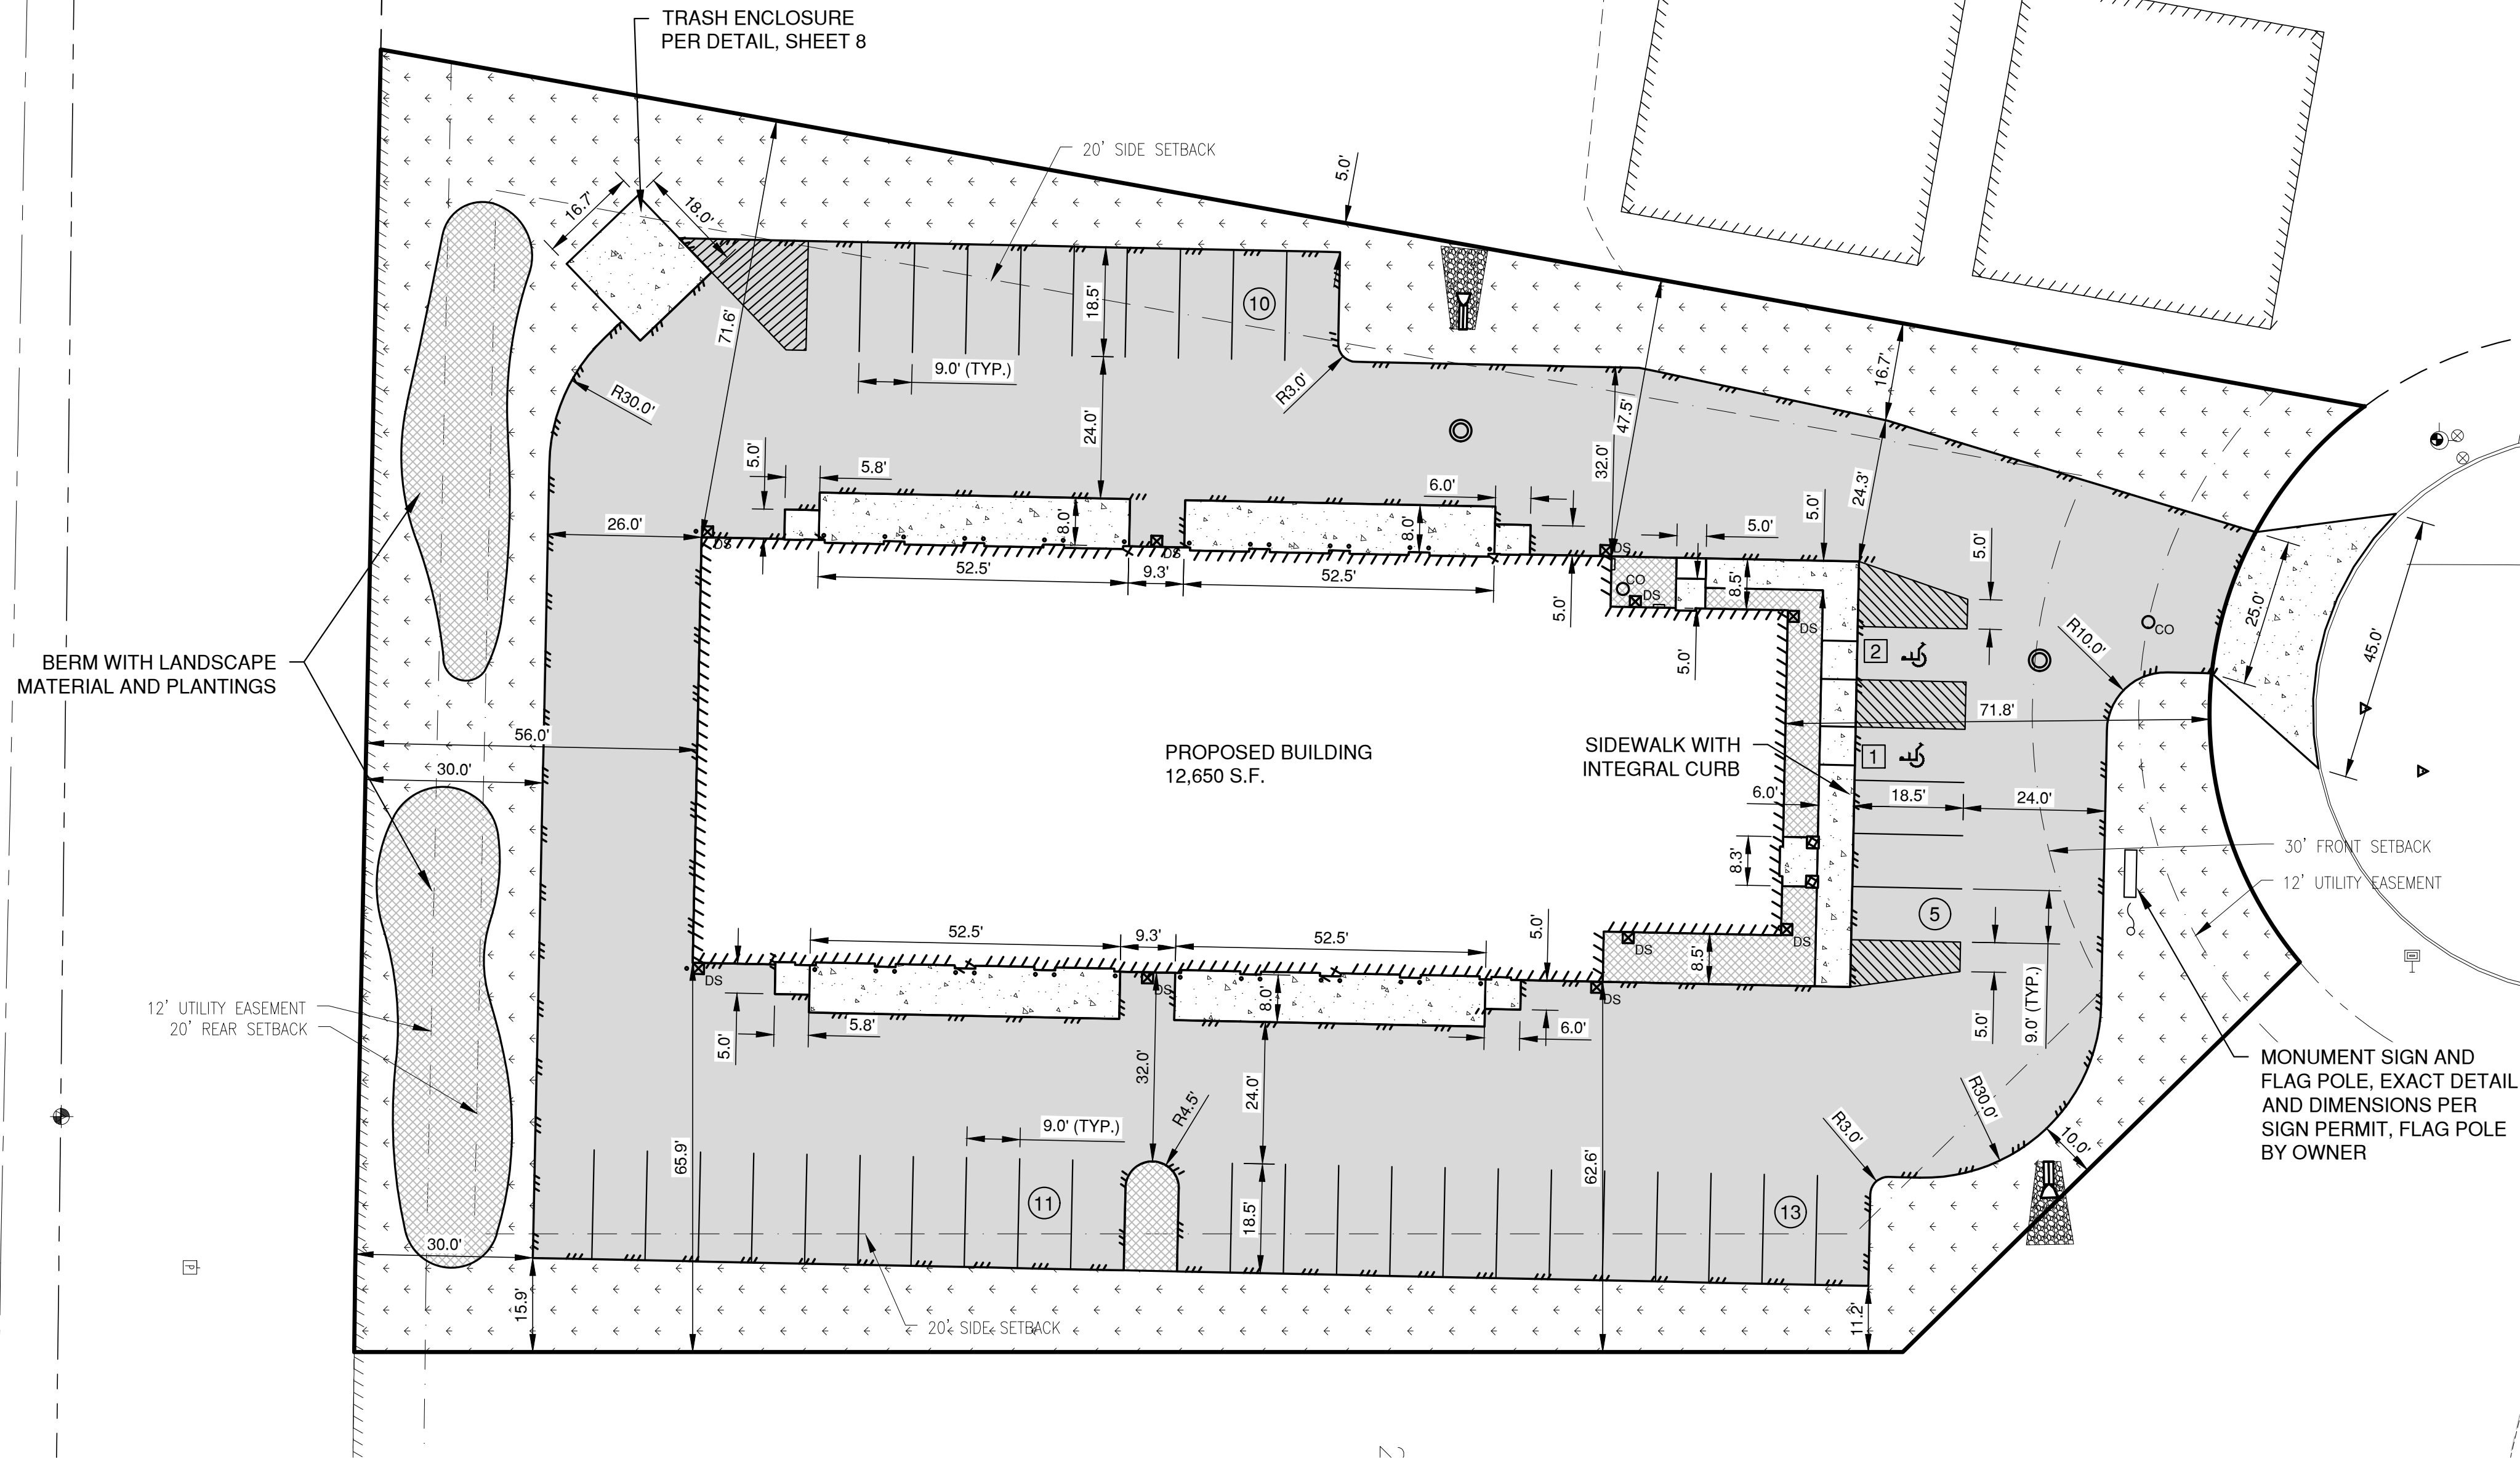 TRASH ENCLOSURE
PER DETAIL, SHEET 8
20' SIDE SETBACK
5.0'
16.7'
18.0'
71.6'
18.5'
10
9.0' (TYP.)
R30.0'
R3.0'
16.7'
47.5'
24.0'
32.0'
24.3'
5.0'
5.8'
6.0'
5.0'
5.0'
5.0'
26.0'
8.0'
8.0'
DS
DS
DS
52.5'
9.3'
52.5'
5.0'
CO
DS
8.5'
DS
5.0'
25.0'
45.0'
CO
R10.0'
2
BERM WITH LANDSCAPE
MATERIAL AND PLANTINGS
56.0'
71.8'
30.0'
PROPOSED BUILDING
12,650 S.F.
SIDEWALK WITH
INTEGRAL CURB
1
6.0'
18.5'
24.0'
8.3'
30' FRONT SETBACK
12' UTILITY EASEMENT
5
52.5'
9.3'
52.5'
5.0'
DS
8.5'
DS
DS
DS
DS
8.0'
12' UTILITY EASEMENT
20' REAR SETBACK
5.0'
5.8'
6.0'
5.0'
9.0' (TYP.)
MONUMENT SIGN AND
FLAG POLE, EXACT DETAIL
AND DIMENSIONS PER
SIGN PERMIT, FLAG POLE
BY OWNER
32.0'
24.0'
R4.5'
R30.0'
R3.0'
10.0'
9.0' (TYP.)
65.9'
62.6'
11
18.5'
13
30.0'
P
15.9'
11.2'
20' SIDE SETBACK